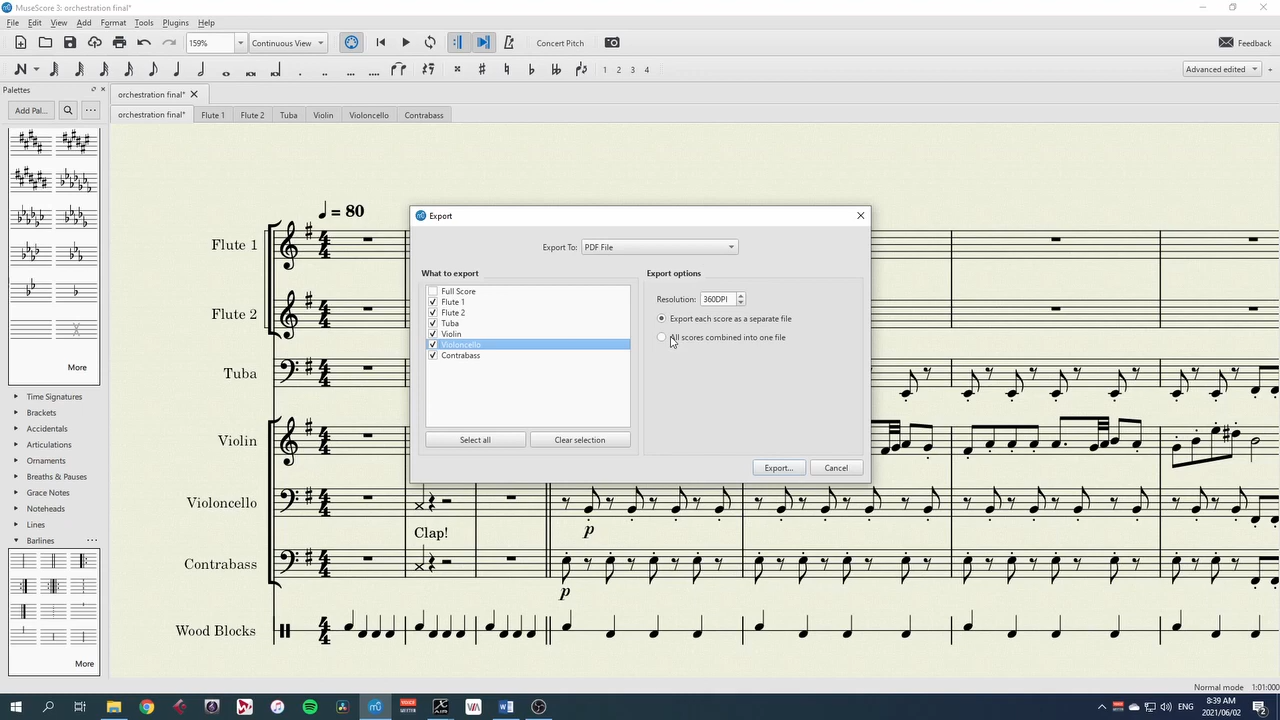 MuseScore 3: orchestration final*
File Edit View Add Format Tools Plugins Help
159% Continuous View Concert Pitch Feedback
1 2 3 4 Advanced edited
Palettes
orchestration final*
Add Pal... ...
orchestration final* Flute 1 Flute 2 Tuba Violin Violoncello Contrabass
More
Time Signatures
Brackets
Accidentals
Articulations
Ornaments
Breaths & Pauses
Grace Notes
Noteheads
Lines
Barlines ...
More
= 80
Flute 1
Flute 2
Tuba
Violin
Violoncello
Clap!
p
Contrabass
p
Wood Blocks
Export
Export To: PDF File
What to export
Full Score
Flute 1
Flute 2
Tuba
Violin
Violoncello
Contrabass
Select all Clear selection
Export options
Resolution: 360DPI
Export each score as a separate file
All scores combined into one file
Export... Cancel
Normal mode 1:01:000
ENG 8:39 AM
2021/06/02